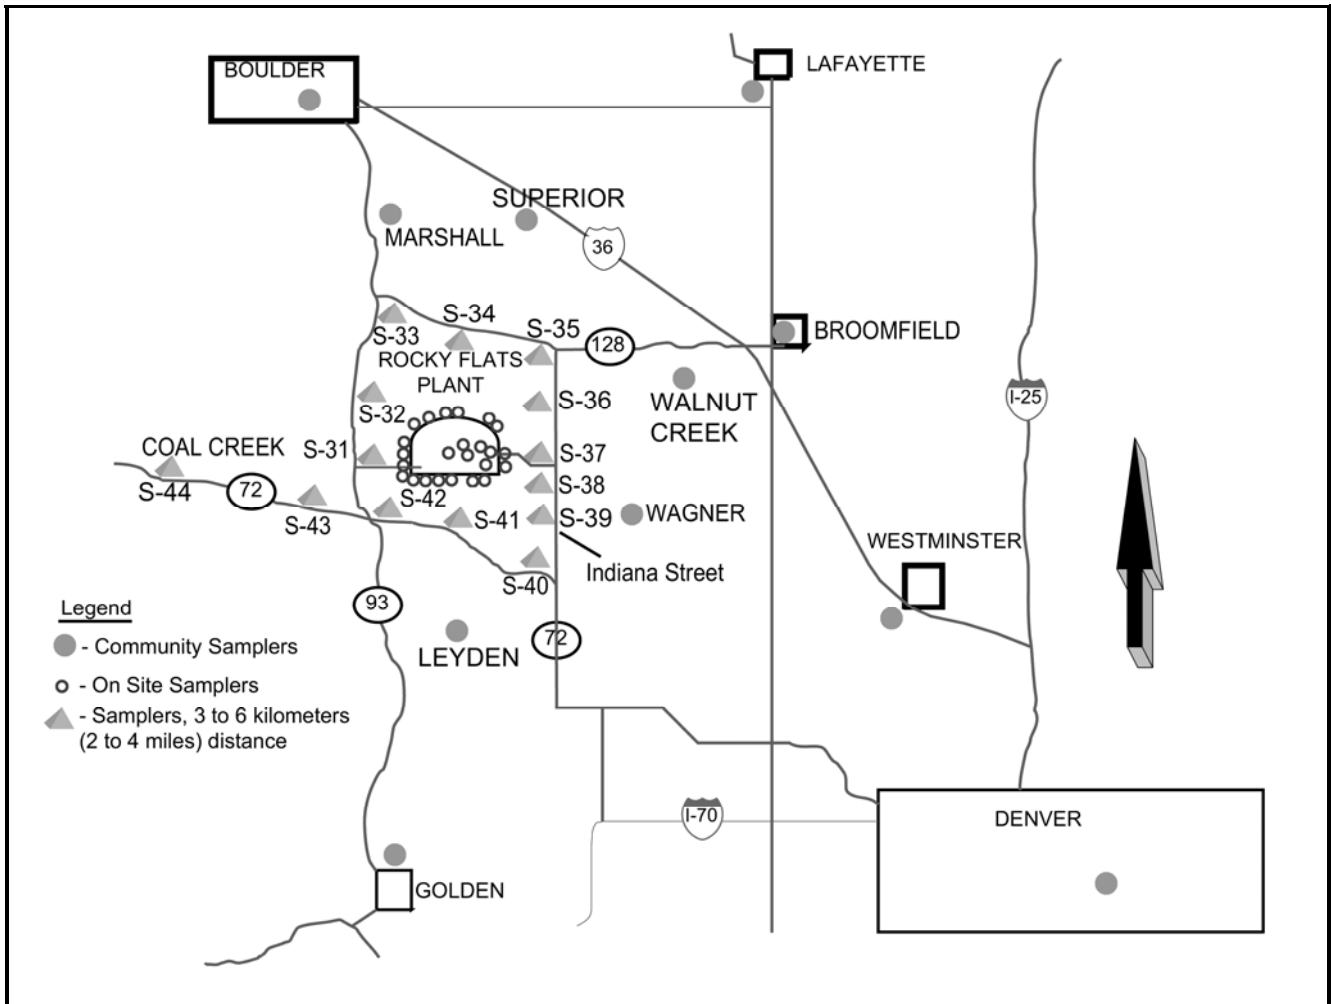 BOULDER
LAFAYETTE
SUPERIOR
MARSHALL
36
S-34
S-33
S-35
128
BROOMFIELD
ROCKY FLATS
PLANT
I-25
S-32
S-36
WALNUT
CREEK
COAL CREEK
S-31
S-37
S-44
72
S-42
S-38
S-43
S-41
S-39
WAGNER
WESTMINSTER
Indiana Street
S-40
93
Legend
- Community Samplers
72
LEYDEN
- On Site Samplers
- Samplers, 3 to 6 kilometers
(2 to 4 miles) distance
I-70
DENVER
GOLDEN